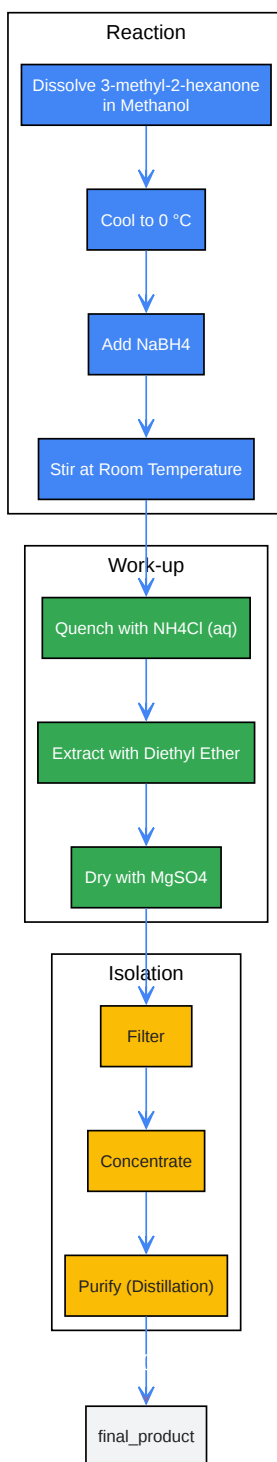 Reaction
Dissolve 3-methyl-2-hexanone
in Methanol
Cool to 0 °C
Add NaBH4
Stir at Room Temperature
Work-up
Quench with NH4Cl (aq)
Extract with Diethyl Ether
Dry with MgSO4
Isolation
Filter
Concentrate
Purify (Distillation)
final_product